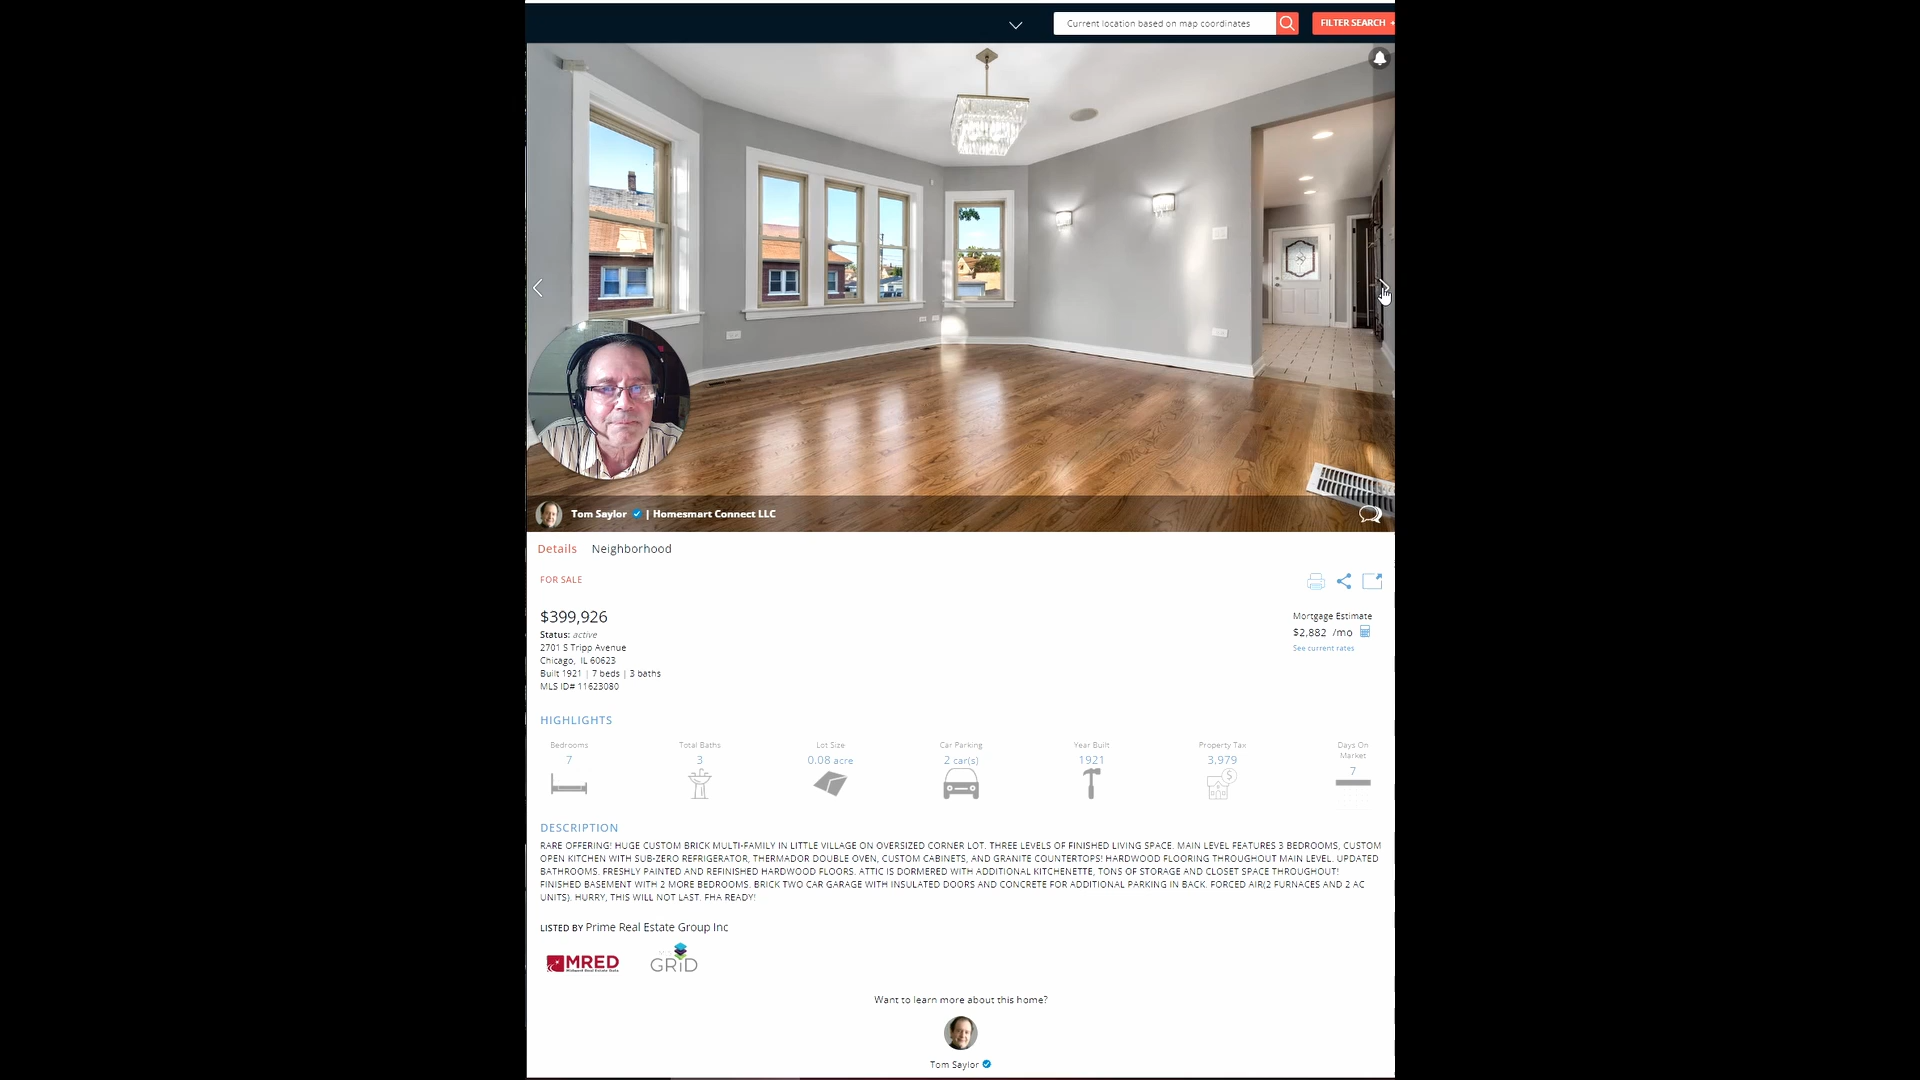 Current location based on map coordinates
FILTER SEARCH +
Tom Saylor | Homesmart Connect LLC
Details Neighborhood
FOR SALE
$399,926
Status: active
2701 S Tripp Avenue
Chicago, IL 60623
Built 1921 | 7 beds | 3 baths
MLS ID# 11623080
Mortgage Estimate
$2,882 /mo
See current rates
HIGHLIGHTS
Bedrooms
7
Total Baths
3
Lot Size
0.08 acre
Car Parking
2 car(s)
Year Built
1921
Property Tax
3,979
Days On
Market
7
DESCRIPTION
RARE OFFERING! HUGE CUSTOM BRICK MULTI-FAMILY IN LITTLE VILLAGE ON OVERSIZED CORNER LOT. THREE LEVELS OF FINISHED LIVING SPACE. MAIN LEVEL FEATURES 3 BEDROOMS, CUSTOM
OPEN KITCHEN WITH SUB-ZERO REFRIGERATOR, THERMADOR DOUBLE OVEN, CUSTOM CABINETS, AND GRANITE COUNTERTOPS! HARDWOOD FLOORING THROUGHOUT MAIN LEVEL. UPDATED
BATHROOMS. FRESHLY PAINTED AND REFINISHED HARDWOOD FLOORS. ATTIC IS DORMERED WITH ADDITIONAL KITCHENETTE, TONS OF STORAGE AND CLOSET SPACE THROUGHOUT!
FINISHED BASEMENT WITH 2 MORE BEDROOMS. BRICK TWO CAR GARAGE WITH INSULATED DOORS AND CONCRETE FOR ADDITIONAL PARKING IN BACK. FORCED AIR(2 FURNACES AND 2 AC
UNITS). HURRY, THIS WILL NOT LAST. FHA READY!
LISTED BY Prime Real Estate Group Inc
MRED
Midwest Real Estate Data
GRiD
Want to learn more about this home?
Tom Saylor